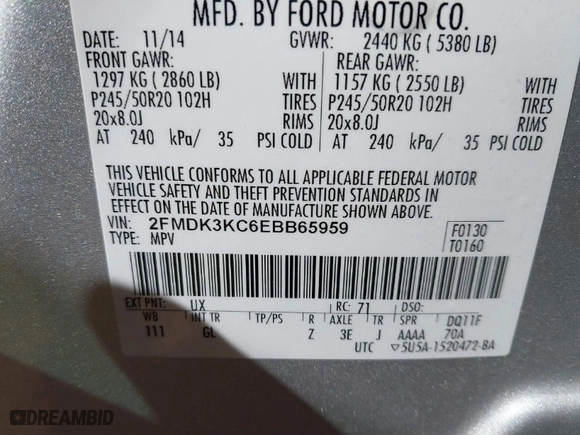 MFD. BY FORD MOTOR CO.
DATE: 11/14 GVWR: 2440 KG ( 5380 LB)
FRONT GAWR: REAR GAWR:
1297 KG ( 2860 LB) WITH 1157 KG ( 2550 LB) WITH
P245/50R20 102H TIRES P245/50R20 102H TIRES
20x8.0J RIMS 20x8.0J RIMS
AT 240 kPa/ 35 PSI COLD AT 240 kPa/ 35 PSI COLD
THIS VEHICLE CONFORMS TO ALL APPLICABLE FEDERAL MOTOR
VEHICLE SAFETY AND THEFT PREVENTION STANDARDS IN
EFFECT ON THE DATE OF MANUFACTURE SHOWN ABOVE.
VIN: 2FMDK3KC6EBB65959 F0130
TYPE: MPV T0160
EXT PNT: UX RC: 71 DSO:
WB INT TR TP/PS R AXLE TR SPR DQ11F
111 GL Z 3E J AAAA 70A
UTC ▽5U5A-1520472-BA
DREAMBID